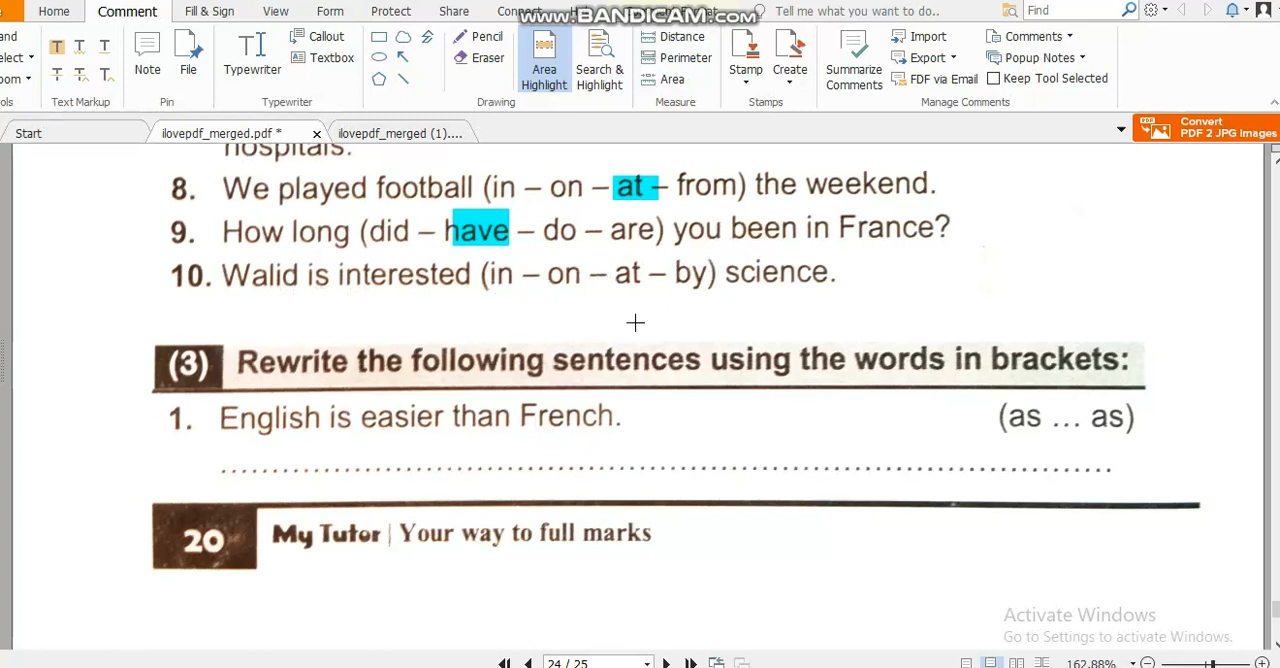 www.BANDICAM.com
Home Comment Fill & Sign View Form Protect Share Connect Tell me what you want to do.. Find
Callout Pencil Distance Import Comments
Textbox Eraser Perimeter Export Popup Notes
Area FDF via Email Keep Tool Selected
Note File Typewriter Area Highlight Search & Highlight Stamp Create Summarize Comments
Text Markup Pin Typewriter Drawing Measure Stamps Manage Comments
Start ilovepdf_merged.pdf * ilovepdf_merged (1)....
Convert
PDF 2 JPG Images
hospitals.
8. We played football (in – on – at – from) the weekend.
9. How long (did – have – do – are) you been in France?
10. Walid is interested (in – on – at – by) science.
(3) Rewrite the following sentences using the words in brackets:
1. English is easier than French. (as ... as)
20 My Tutor | Your way to full marks
Activate Windows
Go to Settings to activate Windows.
24 / 25 162.88%